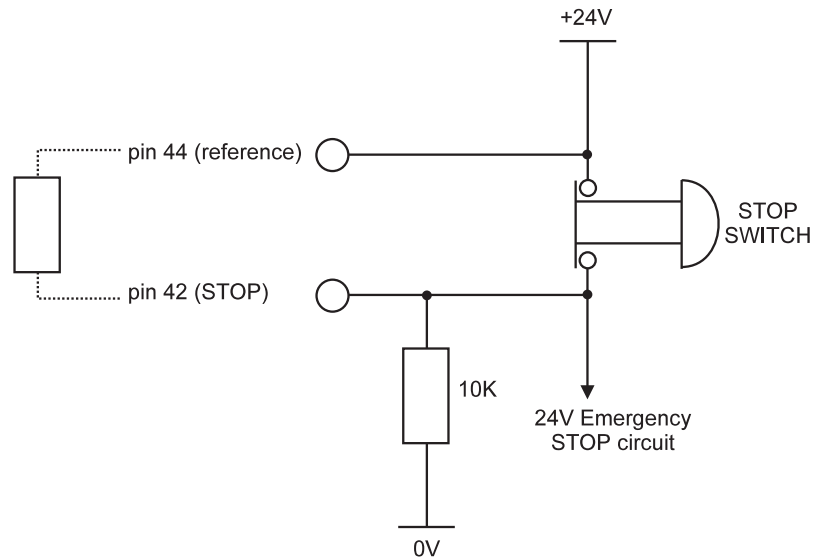 +24V
pin 44 (reference)
STOP
SWITCH
pin 42 (STOP)
10K
24V Emergency
STOP circuit
0V